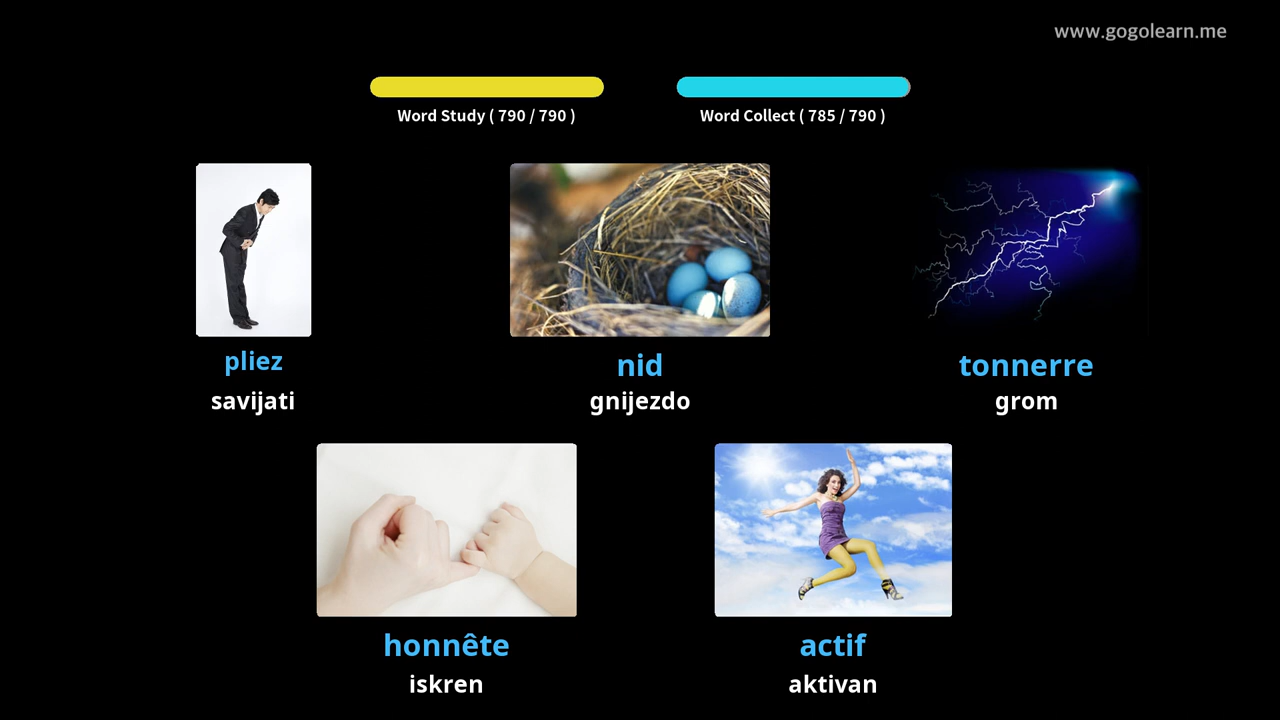 www.gogolearn.me
Word Study ( 790 / 790 )
Word Collect ( 785 / 790 )
pliez
savijati
nid
gnijezdo
tonnerre
grom
honnête
iskren
actif
aktivan